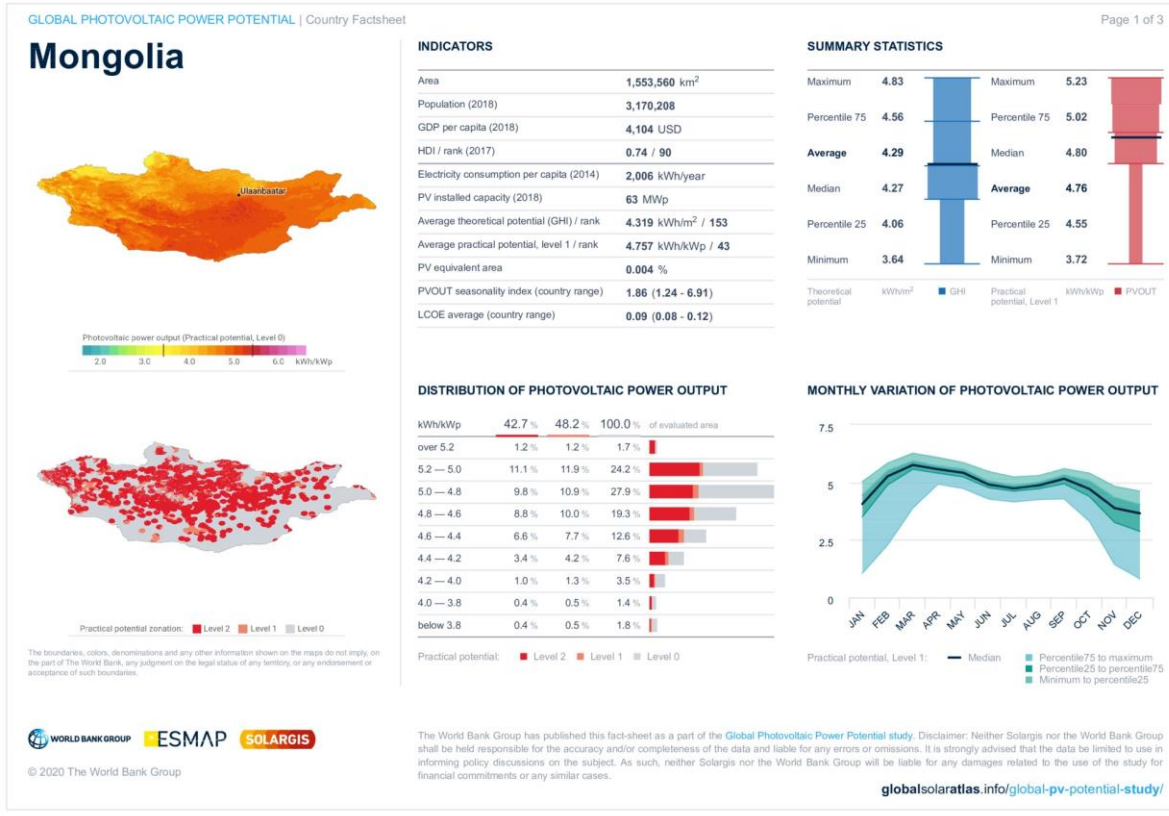 GLOBAL PHOTOVOLTAIC POWER POTENTIAL | Country Factsheet
Page 1 of 3
Mongolia
Ulaanbaatar
Photovoltaic power output (Practical potential, Level 0)
2.0 3.0 4.0 5.0 6.0 kWh/kWp
Practical potential zonation: Level 2 Level 1 Level 0
The boundaries, colors, denominations and any other information shown on the maps do not imply, on
the part of The World Bank, any judgment on the legal status of any territory, or any endorsement or
acceptance of such boundaries.
INDICATORS
Area 1,553,560 km²
Population (2018) 3,170,208
GDP per capita (2018) 4,104 USD
HDI / rank (2017) 0.74 / 90
Electricity consumption per capita (2014) 2,006 kWh/year
PV installed capacity (2018) 63 MWp
Average theoretical potential (GHI) / rank 4.319 kWh/m² / 153
Average practical potential, level 1 / rank 4.757 kWh/kWp / 43
PV equivalent area 0.004 %
PVOUT seasonality index (country range) 1.86 (1.24 - 6.91)
LCOE average (country range) 0.09 (0.08 - 0.12)
SUMMARY STATISTICS
Maximum 4.83 Maximum 5.23
Percentile 75 4.56 Percentile 75 5.02
Average 4.29 Median 4.80
Median 4.27 Average 4.76
Percentile 25 4.06 Percentile 25 4.55
Minimum 3.64 Minimum 3.72
Theoretical kWh/m² GHI Practical kWh/kWp PVOUT
potential potential, Level 1
DISTRIBUTION OF PHOTOVOLTAIC POWER OUTPUT
kWh/kWp 42.7 % 48.2 % 100.0 % of evaluated area
over 5.2 1.2 % 1.2 % 1.7 %
5.2 — 5.0 11.1 % 11.9 % 24.2 %
5.0 — 4.8 9.8 % 10.9 % 27.9 %
4.8 — 4.6 8.8 % 10.0 % 19.3 %
4.6 — 4.4 6.6 % 7.7 % 12.6 %
4.4 — 4.2 3.4 % 4.2 % 7.6 %
4.2 — 4.0 1.0 % 1.3 % 3.5 %
4.0 — 3.8 0.4 % 0.5 % 1.4 %
below 3.8 0.4 % 0.5 % 1.8 %
Practical potential: Level 2 Level 1 Level 0
MONTHLY VARIATION OF PHOTOVOLTAIC POWER OUTPUT
7.5
5
2.5
0
JAN FEB MAR APR MAY JUN JUL AUG SEP OCT NOV DEC
Practical potential, Level 1: Median Percentile75 to maximum
Percentile25 to percentile75
Minimum to percentile25
WORLD BANK GROUP ESMAP SOLARGIS
© 2020 The World Bank Group
The World Bank Group has published this fact-sheet as a part of the Global Photovoltaic Power Potential study. Disclaimer: Neither Solargis nor the World Bank Group
shall be held responsible for the accuracy and/or completeness of the data and liable for any errors or omissions. It is strongly advised that the data be limited to use in
informing policy discussions on the subject. As such, neither Solargis nor the World Bank Group will be liable for any damages related to the use of the study for
financial commitments or any similar cases.
globalsolaratlas.info/global-pv-potential-study/